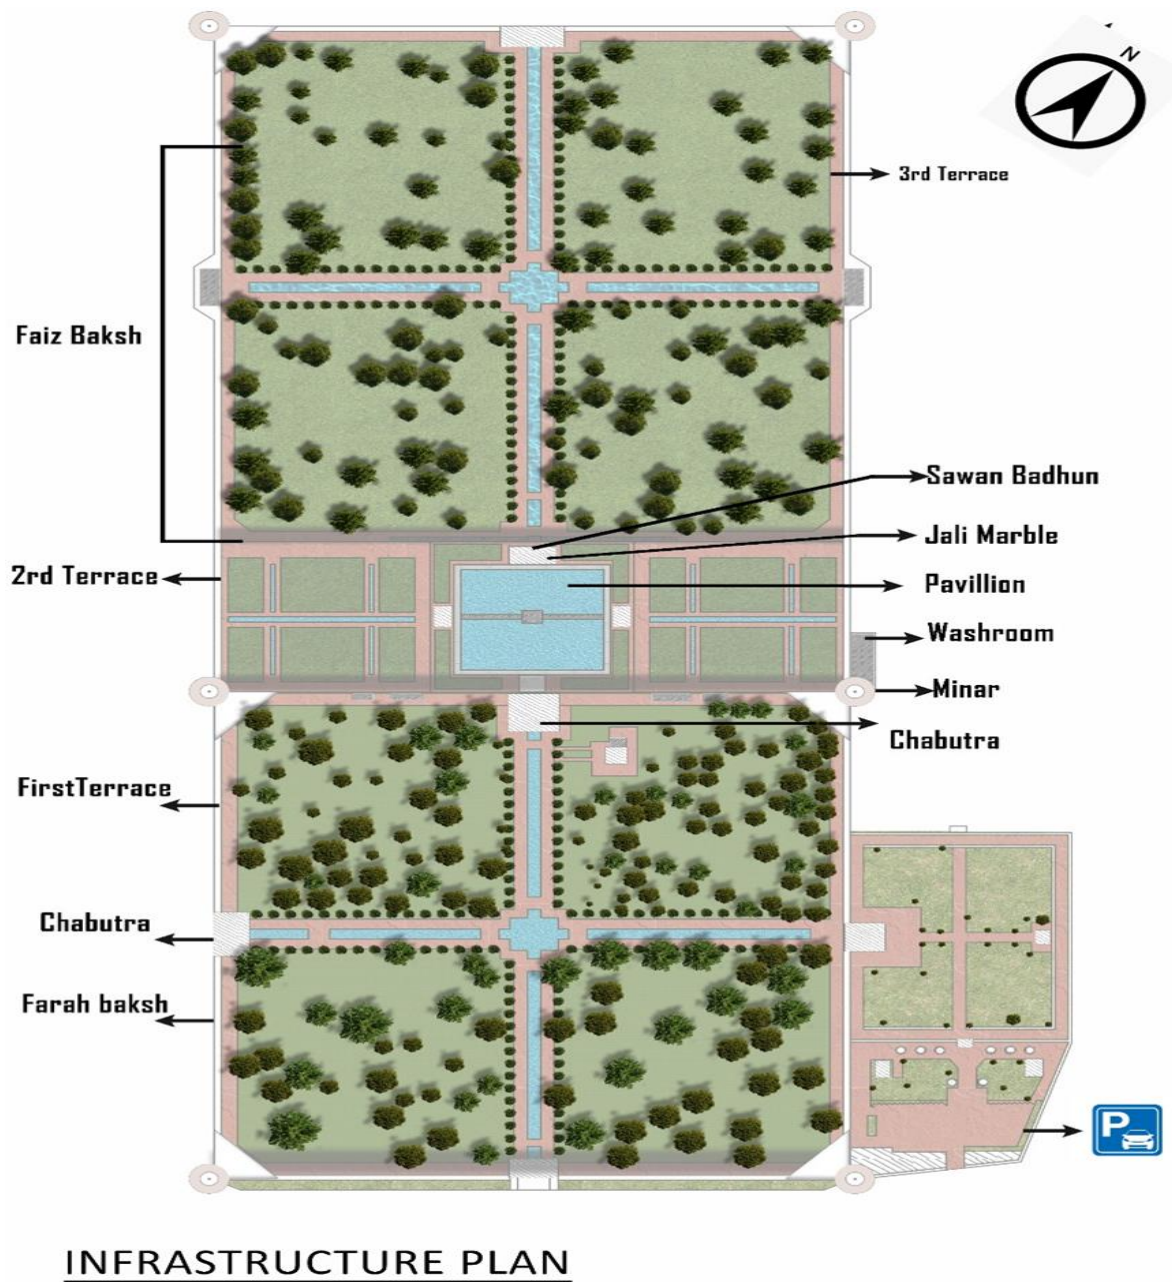 N
3rd Terrace
Faiz Baksh
Sawan Badhun
Jali Marble
2rd Terrace
Pavillion
Washroom
Minar
Chabutra
FirstTerrace
Chabutra
Farah baksh
P
INFRASTRUCTURE PLAN